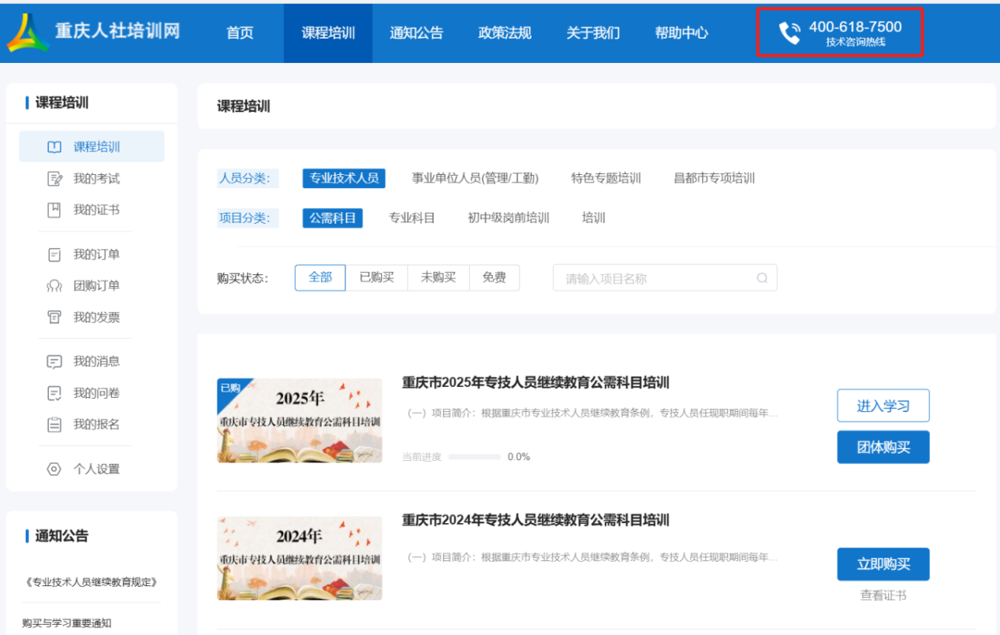 重庆人社培训网
首页
课程培训
通知公告
政策法规
关于我们
帮助中心
400-618-7500
技术咨询热线
课程培训
课程培训
我的考试
我的证书
我的订单
团购订单
我的发票
我的消息
我的问卷
我的报名
个人设置
通知公告
《专业技术人员继续教育规定》
购买与学习重要通知
课程培训
人员分类: 专业技术人员 事业单位人员(管理/工勤) 特色专题培训 昌都市专项培训
项目分类: 公需科目 专业科目 初中级岗前培训 培训
购买状态: 全部 已购买 未购买 免费 请输入项目名称
已购
2025年
重庆市专技人员继续教育公需科目培训
重庆市2025年专技人员继续教育公需科目培训
（一）项目简介：根据重庆市专业技术人员继续教育条例，专技人员任现职期间每年...
当前进度 0.0%
进入学习
团体购买
2024年
重庆市专技人员继续教育公需科目培训
重庆市2024年专技人员继续教育公需科目培训
（一）项目简介：根据重庆市专业技术人员继续教育条例，专技人员任现职期间每年...
立即购买
查看证书